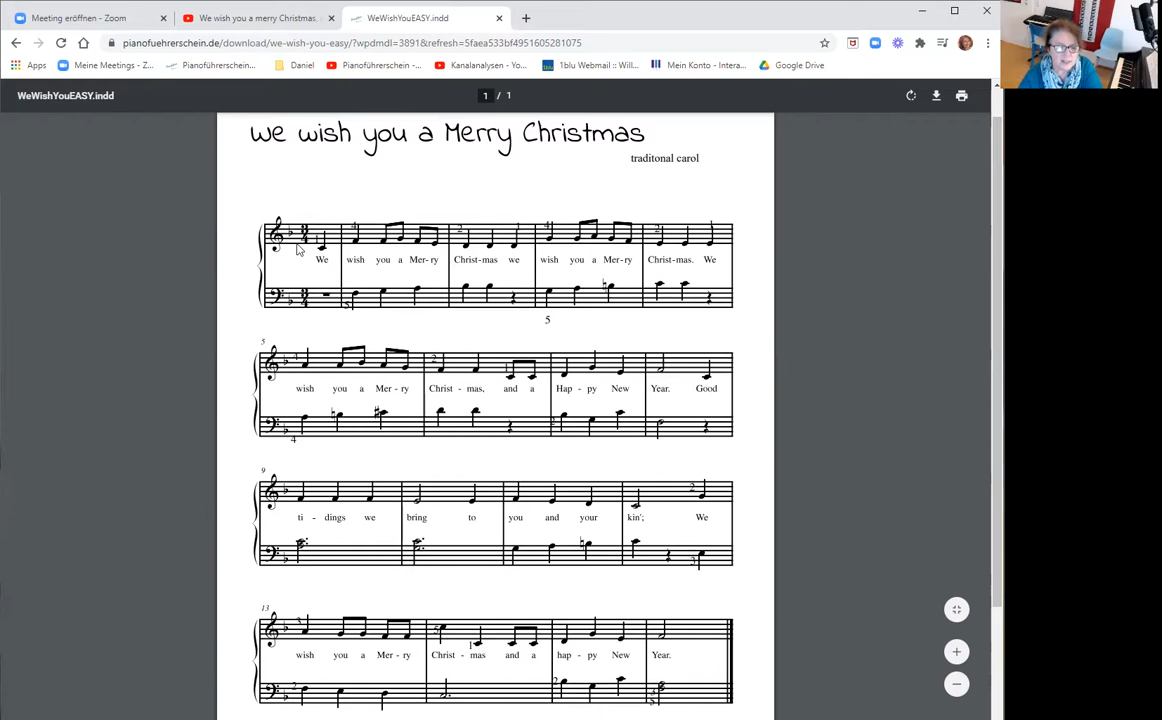 Meeting eröffnen - Zoom
We wish you a merry Christmas.
WeWishYouEASY.indd
pianofuehrerschein.de/download/we-wish-you-easy/?wpdmdl=3891&refresh=5faea533bf4951605281075
Apps
Meine Meetings - Z...
Pianoführerschein...
Daniel
Pianoführerschein -...
Kanalanalysen - Yo...
1blu Webmail :: Will...
Mein Konto - Intera...
Google Drive
WeWishYouEASY.indd
1 / 1
we wish you a Merry Christmas
traditonal carol
We wish you a Mer- ry Christ-mas we wish you a Mer- ry Christ-mas. We
5
5
wish you a Mer - ry Christ - mas, and a Hap - py New Year. Good
4
9
ti - dings we bring to you and your kin'; We
13
wish you a Mer - ry Christ - mas and a hap - py New Year.